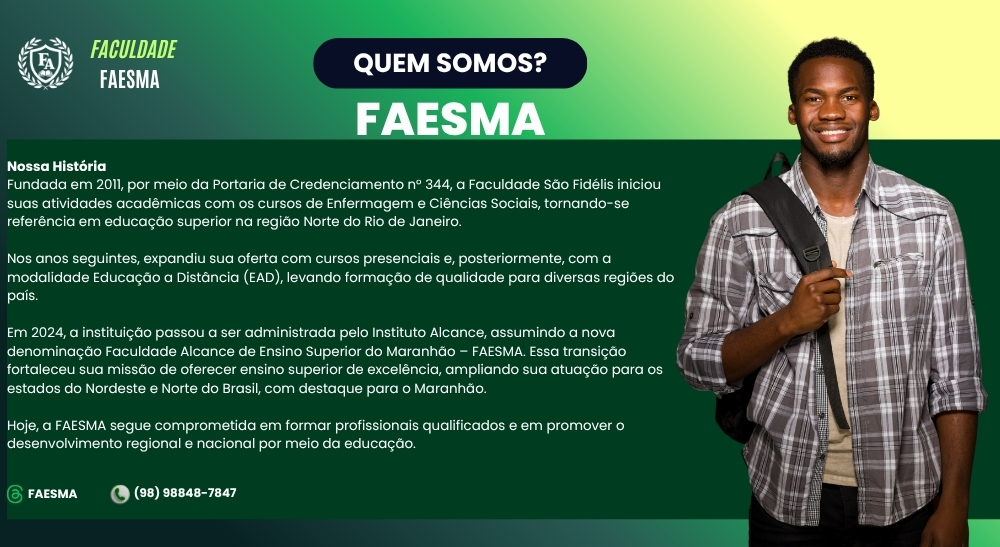 FA
FACULDADE
FAESMA
QUEM SOMOS?
FAESMA
Nossa História
Fundada em 2011, por meio da Portaria de Credenciamento nº 344, a Faculdade São Fidélis iniciou
suas atividades acadêmicas com os cursos de Enfermagem e Ciências Sociais, tornando-se
referência em educação superior na região Norte do Rio de Janeiro.
Nos anos seguintes, expandiu sua oferta com cursos presenciais e, posteriormente, com a
modalidade Educação a Distância (EAD), levando formação de qualidade para diversas regiões do
país.
Em 2024, a instituição passou a ser administrada pelo Instituto Alcance, assumindo a nova
denominação Faculdade Alcance de Ensino Superior do Maranhão – FAESMA. Essa transição
fortaleceu sua missão de oferecer ensino superior de excelência, ampliando sua atuação para os
estados do Nordeste e Norte do Brasil, com destaque para o Maranhão.
Hoje, a FAESMA segue comprometida em formar profissionais qualificados e em promover o
desenvolvimento regional e nacional por meio da educação.
FAESMA
(98) 98848-7847